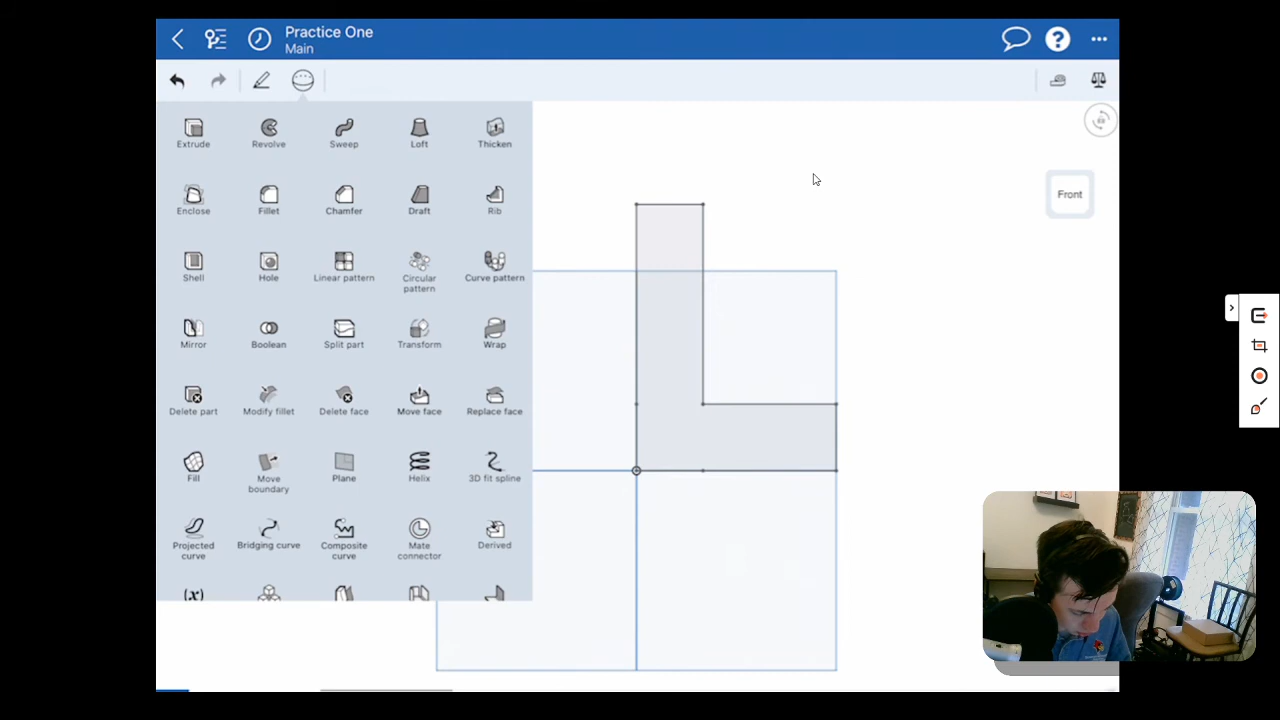 Practice One
Main
Extrude
Revolve
Sweep
Loft
Thicken
Enclose
Fillet
Chamfer
Draft
Rib
Shell
Hole
Linear pattern
Circular
pattern
Curve pattern
Mirror
Boolean
Split part
Transform
Wrap
Delete part
Modify fillet
Delete face
Move face
Replace face
Fill
Move
boundary
Plane
Helix
3D fit spline
Projected
curve
Bridging curve
Composite
curve
Mate
connector
Derived
(x)
Front